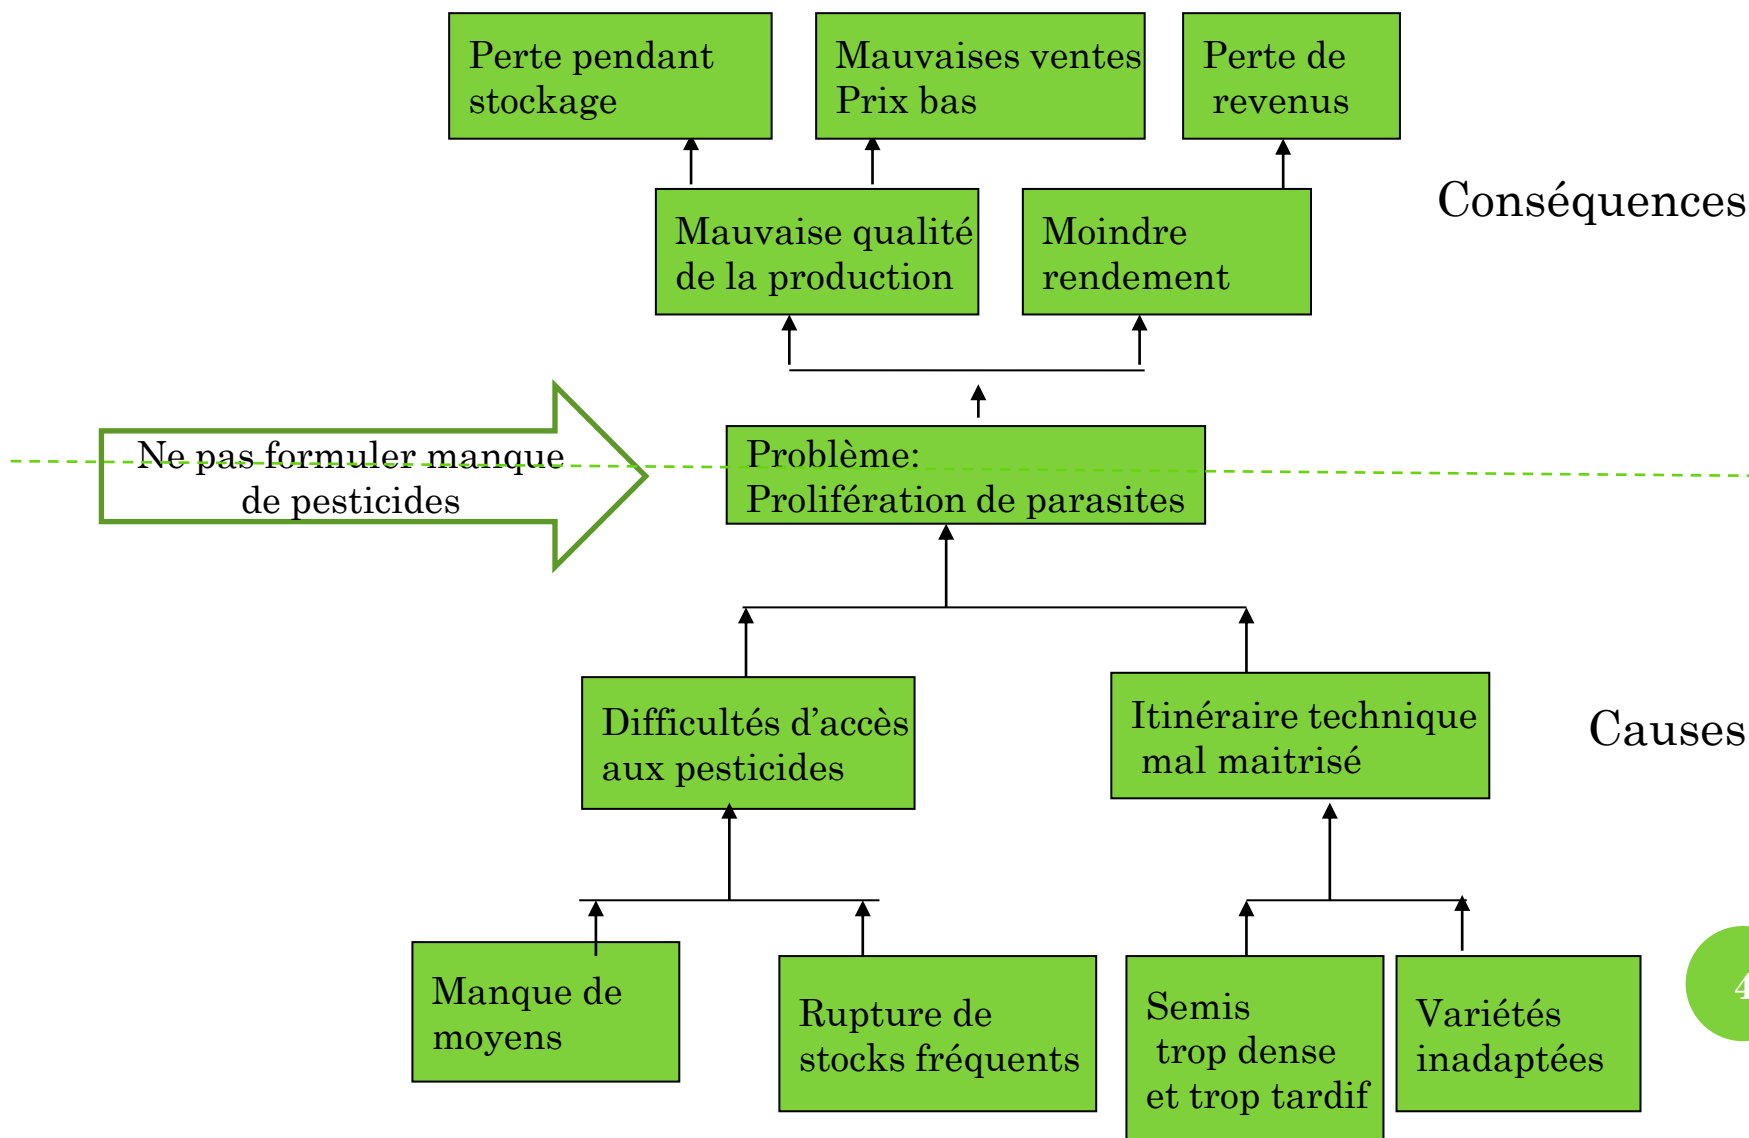 Perte pendant
stockage
Mauvaises ventes
Prix bas
Perte de
revenus
Conséquences
Mauvaise qualité
de la production
Moindre
rendement
Ne pas formuler manque
de pesticides
Problème:
Prolifération de parasites
Difficultés d’accès
aux pesticides
Itinéraire technique
mal maitrisé
Causes
Manque de
moyens
Rupture de
stocks fréquents
Semis
trop dense
et trop tardif
Variétés
inadaptées
4